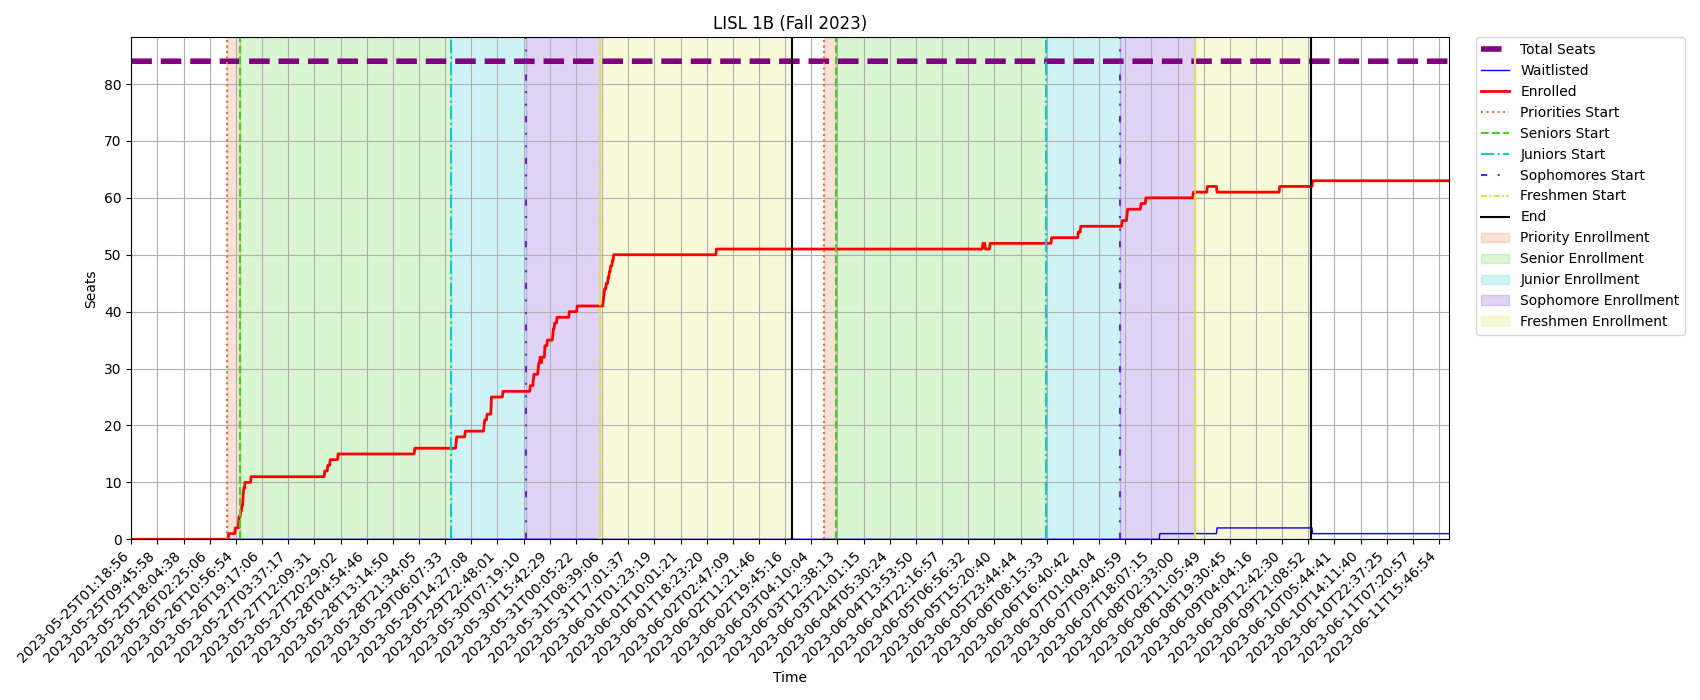 LISL 1B (Fall 2023)
Seats
80
70
60
50
40
30
20
10
0
2023-05-25T01:18:56
2023-05-25T09:45:58
2023-05-25T18:04:38
2023-05-26T02:25:06
2023-05-26T10:56:54
2023-05-26T19:17:06
2023-05-27T03:37:17
2023-05-27T12:09:31
2023-05-27T20:29:02
2023-05-28T04:54:46
2023-05-28T13:14:50
2023-05-28T21:34:05
2023-05-29T06:07:33
2023-05-29T14:27:08
2023-05-29T22:48:01
2023-05-30T07:19:10
2023-05-30T15:42:29
2023-05-31T00:05:22
2023-05-31T08:39:06
2023-05-31T17:01:37
2023-06-01T01:23:19
2023-06-01T10:01:21
2023-06-01T18:23:20
2023-06-02T02:47:09
2023-06-02T11:21:46
2023-06-02T19:45:16
2023-06-03T04:10:04
2023-06-03T12:38:13
2023-06-03T21:01:15
2023-06-04T05:30:24
2023-06-04T13:53:50
2023-06-04T22:16:57
2023-06-05T06:56:32
2023-06-05T15:20:40
2023-06-05T23:44:44
2023-06-06T08:15:33
2023-06-06T16:40:42
2023-06-07T01:04:04
2023-06-07T09:40:59
2023-06-07T18:07:15
2023-06-08T02:33:00
2023-06-08T11:05:49
2023-06-08T19:30:45
2023-06-09T04:04:16
2023-06-09T12:42:30
2023-06-09T21:08:52
2023-06-10T05:44:41
2023-06-10T14:11:40
2023-06-10T22:37:25
2023-06-11T07:20:57
2023-06-11T15:46:54
Time
Total Seats
Waitlisted
Enrolled
Priorities Start
Seniors Start
Juniors Start
Sophomores Start
Freshmen Start
End
Priority Enrollment
Senior Enrollment
Junior Enrollment
Sophomore Enrollment
Freshmen Enrollment